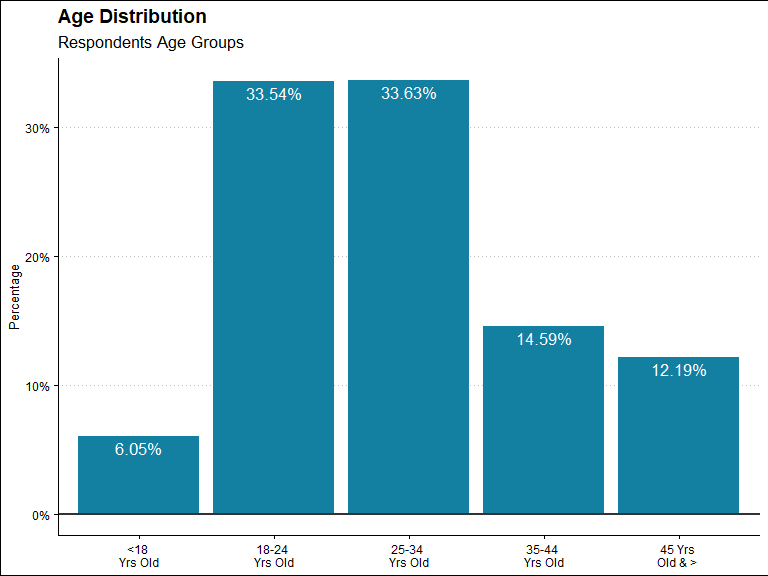 Age Distribution
Respondents Age Groups
Percentage
30%
20%
10%
0%
33.54%
33.63%
14.59%
12.19%
6.05%
<18
Yrs Old
18-24
Yrs Old
25-34
Yrs Old
35-44
Yrs Old
45 Yrs
Old & >